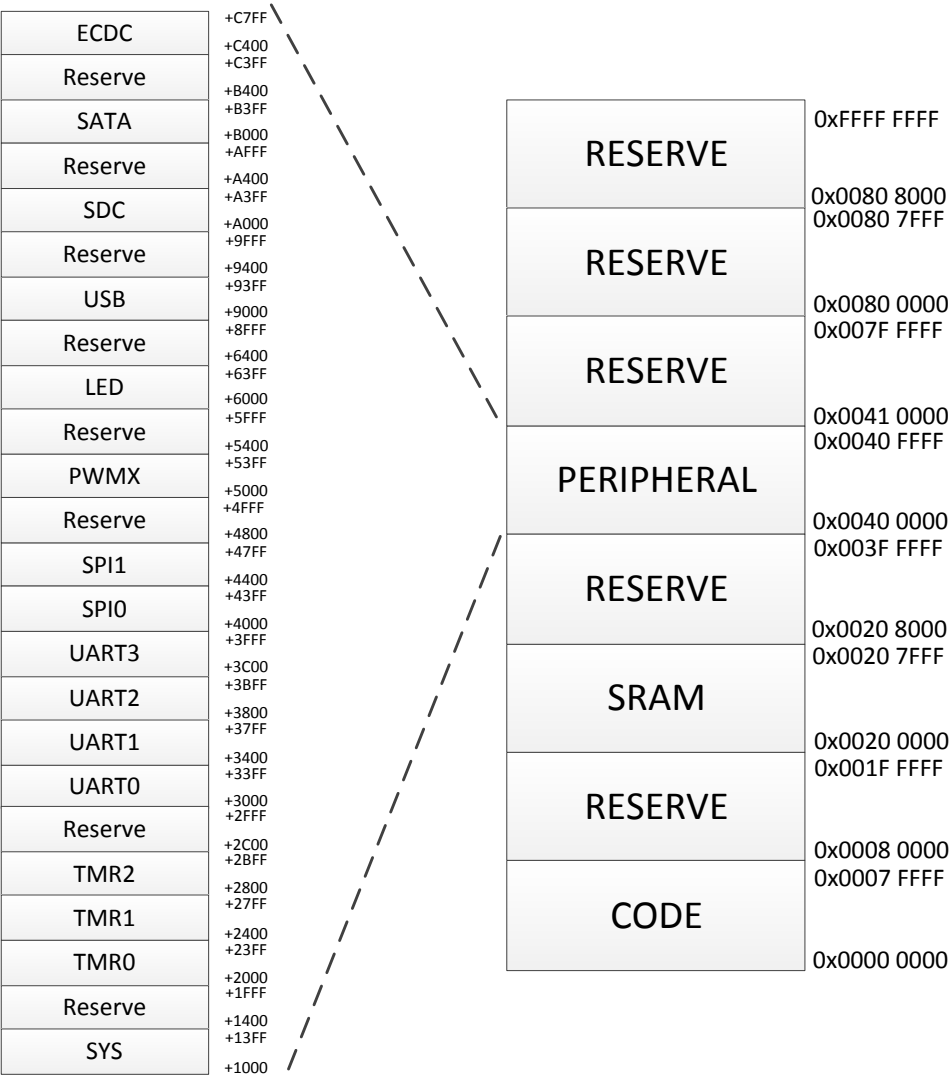 ECDC
+C7FF
+C400
Reserve
+C3FF
+B400
SATA
+B3FF
+B000
Reserve
+AFFF
+A400
SDC
+A3FF
+A000
Reserve
+9FFF
+9400
USB
+93FF
+9000
Reserve
+8FFF
+6400
LED
+63FF
+6000
Reserve
+5FFF
+5400
PWMX
+53FF
+5000
Reserve
+4FFF
+4800
SPI1
+47FF
+4400
SPI0
+43FF
+4000
UART3
+3FFF
+3C00
UART2
+3BFF
+3800
UART1
+37FF
+3400
UART0
+33FF
+3000
Reserve
+2FFF
+2C00
TMR2
+2BFF
+2800
TMR1
+27FF
+2400
TMR0
+23FF
+2000
Reserve
+1FFF
+1400
SYS
+13FF
+1000
RESERVE
0xFFFF FFFF
0x0080 8000
RESERVE
0x0080 7FFF
0x0080 0000
RESERVE
0x007F FFFF
0x0041 0000
PERIPHERAL
0x0040 FFFF
0x0040 0000
RESERVE
0x003F FFFF
0x0020 8000
SRAM
0x0020 7FFF
0x0020 0000
RESERVE
0x001F FFFF
0x0008 0000
CODE
0x0007 FFFF
0x0000 0000